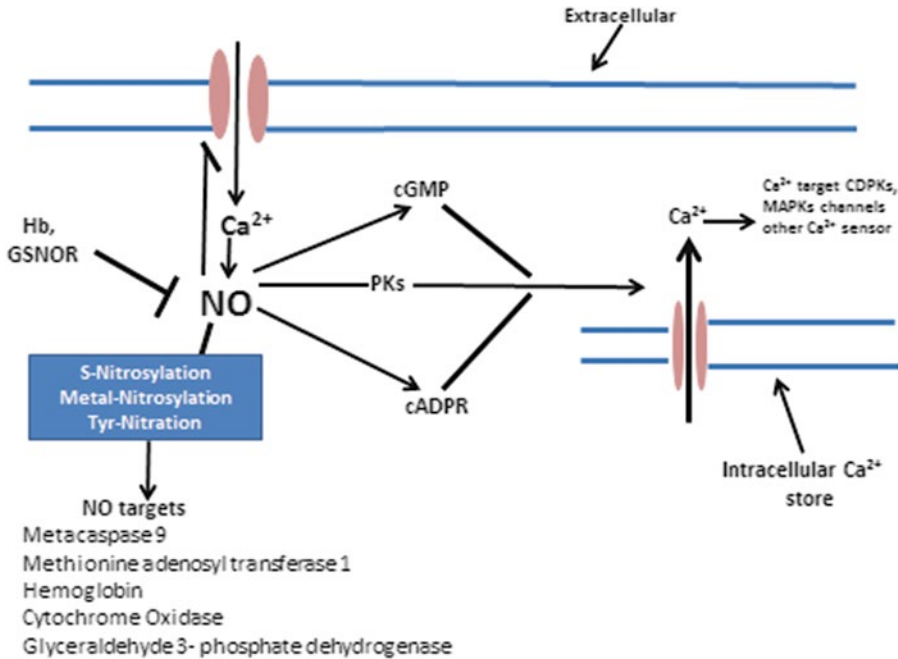 Extracellular
cGMP
Ca²⁺ target CDPKs,
MAPKs channels
other Ca²⁺ sensor
Ca²⁺
Ca²⁺
Hb,
GSNOR
NO
PKs
S-Nitrosylation
Metal-Nitrosylation
Tyr-Nitration
cADPR
Intracellular Ca²⁺
store
NO targets
Metacaspase 9
Methionine adenosyl transferase 1
Hemoglobin
Cytochrome Oxidase
Glyceraldehyde 3- phosphate dehydrogenase